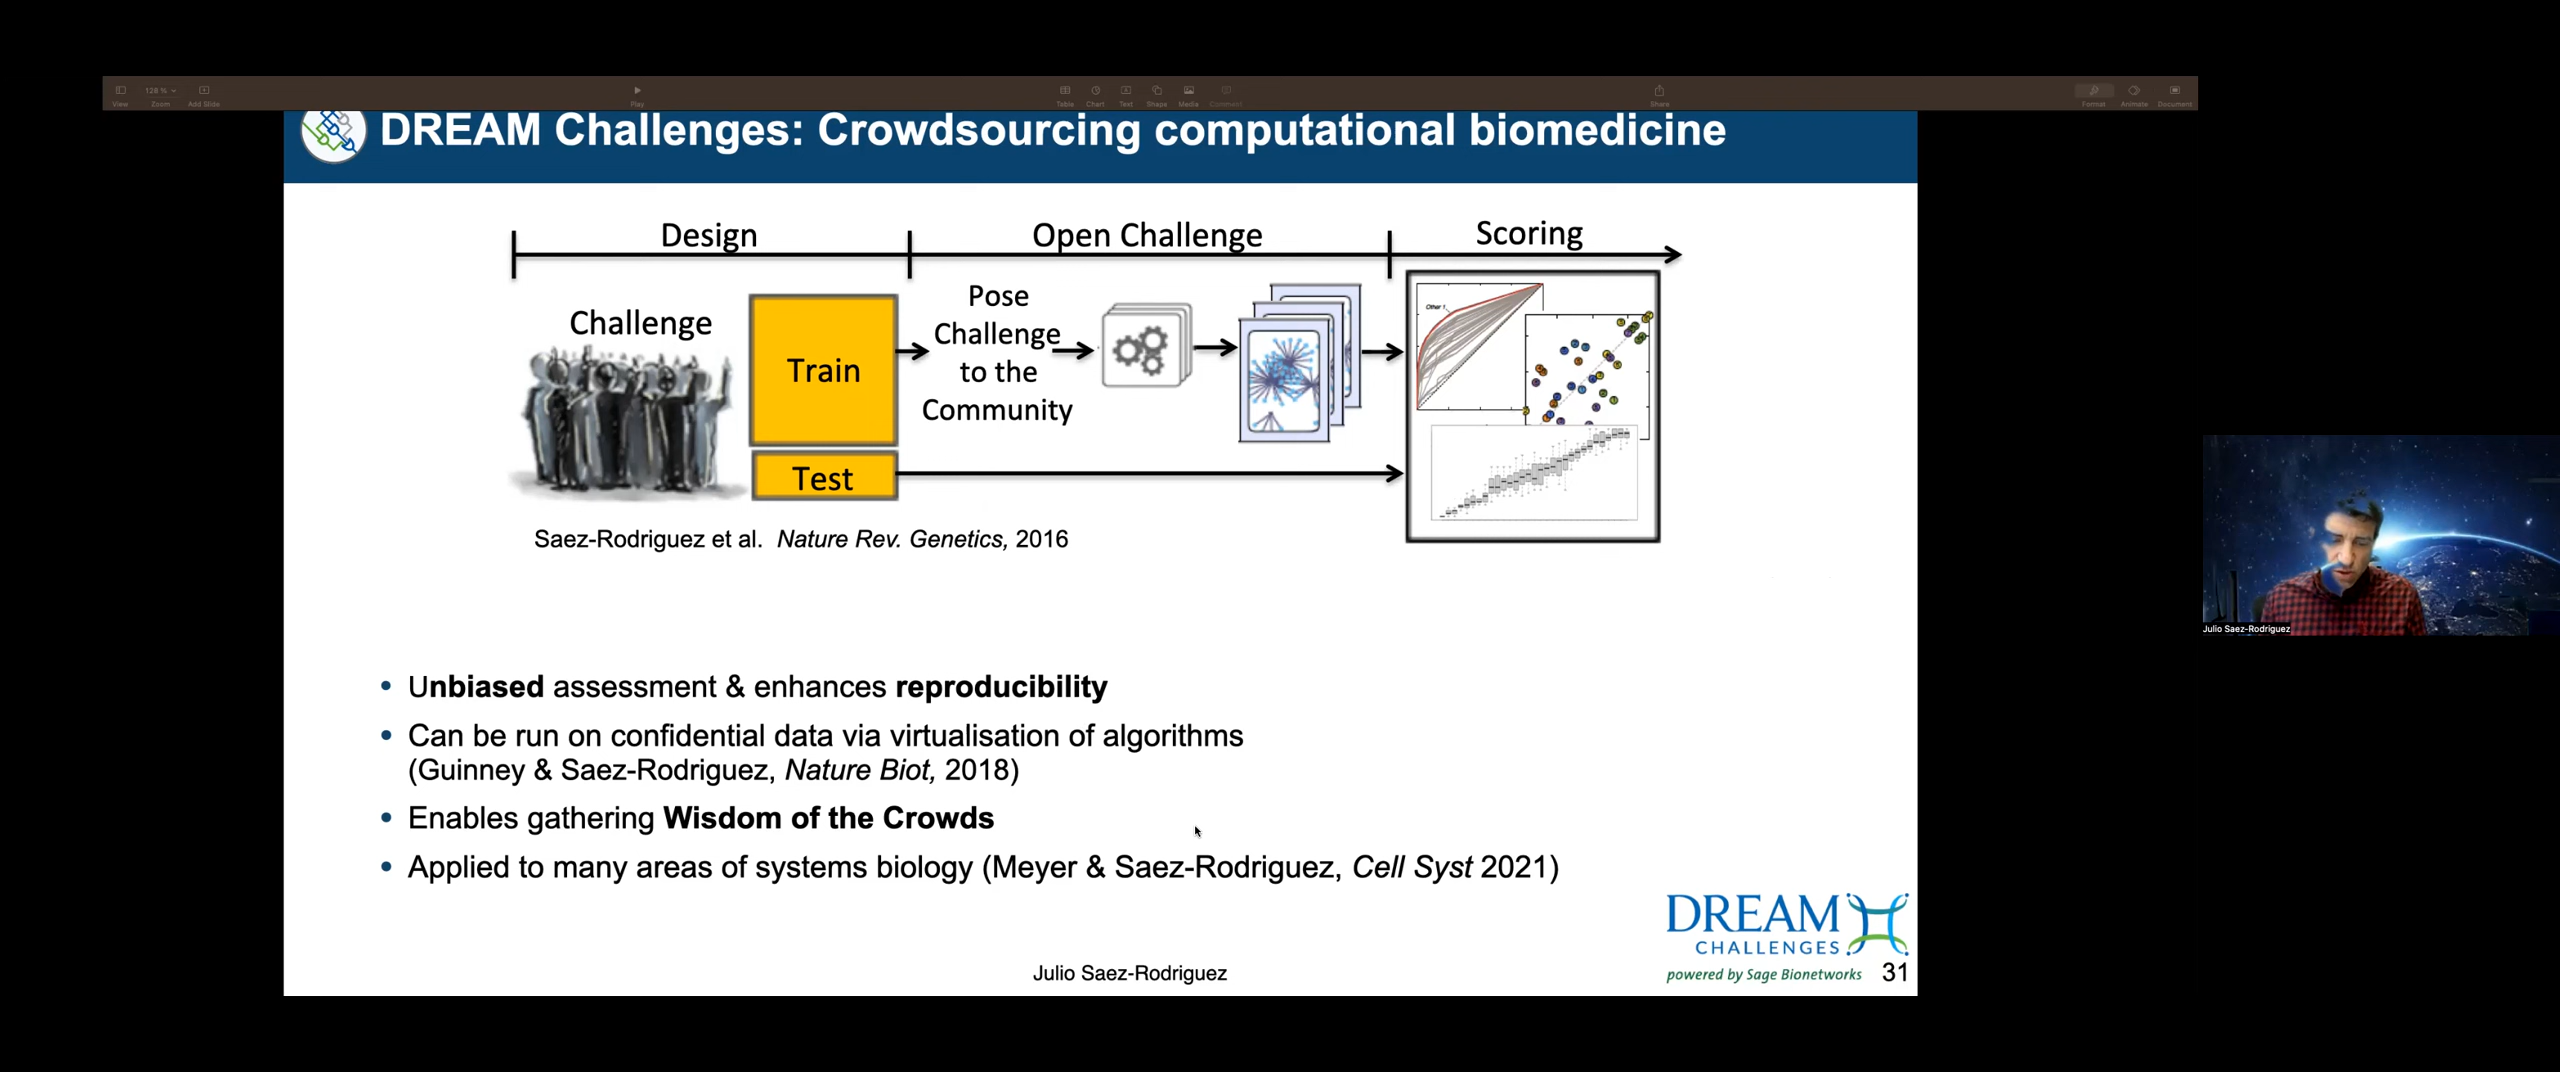 View
128 %
Zoom
Add Slide
Play
Table
Chart
Text
Shape
Media
Comment
Share
Format
Animate
Document
DREAM Challenges: Crowdsourcing computational biomedicine
Design
Open Challenge
Scoring
Challenge
Train
Test
Pose
Challenge
to the
Community
Other 1
Saez-Rodriguez et al. Nature Rev. Genetics, 2016
• Unbiased assessment & enhances reproducibility
• Can be run on confidential data via virtualisation of algorithms
(Guinney & Saez-Rodriguez, Nature Biot, 2018)
• Enables gathering Wisdom of the Crowds
• Applied to many areas of systems biology (Meyer & Saez-Rodriguez, Cell Syst 2021)
DREAM
CHALLENGES
powered by Sage Bionetworks
Julio Saez-Rodriguez
31
Julio Saez-Rodriguez